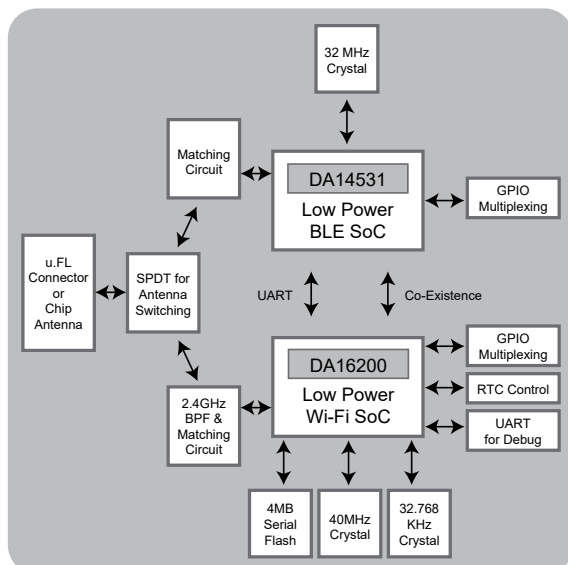 32 MHz
Crystal
Matching
Circuit
DA14531
Low Power
BLE SoC
GPIO
Multiplexing
u.FL
Connector
or
Chip
Antenna
SPDT for
Antenna
Switching
UART
Co-Existence
2.4GHz
BPF &
Matching
Circuit
DA16200
Low Power
Wi-Fi SoC
GPIO
Multiplexing
RTC Control
UART
for Debug
4MB
Serial
Flash
40MHz
Crystal
32.768
KHz
Crystal